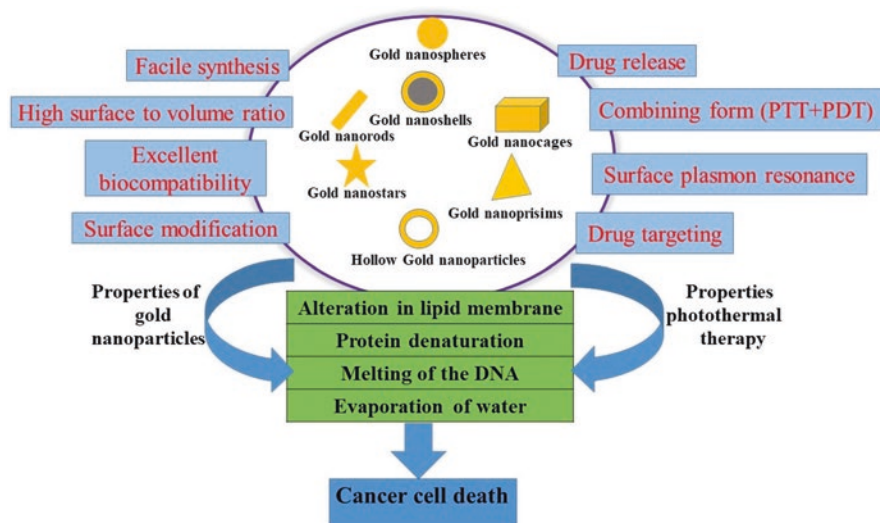 Gold nanospheres
Facile synthesis
Drug release
High surface to volume ratio
Gold nanoshells
Combining form (PTT+PDT)
Gold nanorods
Gold nanocages
Excellent
biocompatibility
Surface plasmon resonance
Gold nanostars
Gold nanoprisims
Surface modification
Drug targeting
Hollow Gold nanoparticles
Properties of
gold
nanoparticles
Properties
photothermal
therapy
Alteration in lipid membrane
Protein denaturation
Melting of the DNA
Evaporation of water
Cancer cell death